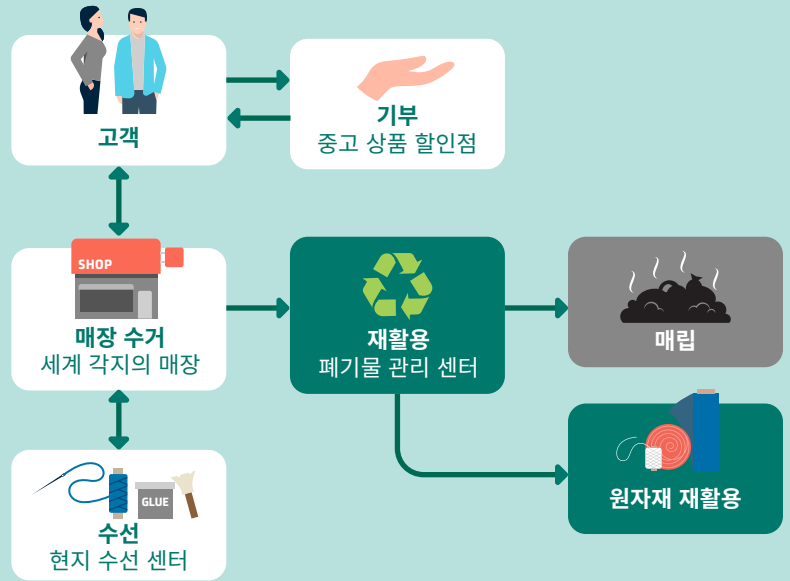 고객
기부
중고 상품 할인점
SHOP
매장 수거
세계 각지의 매장
재활용
폐기물 관리 센터
매립
GLUE
수선
현지 수선 센터
원자재 재활용